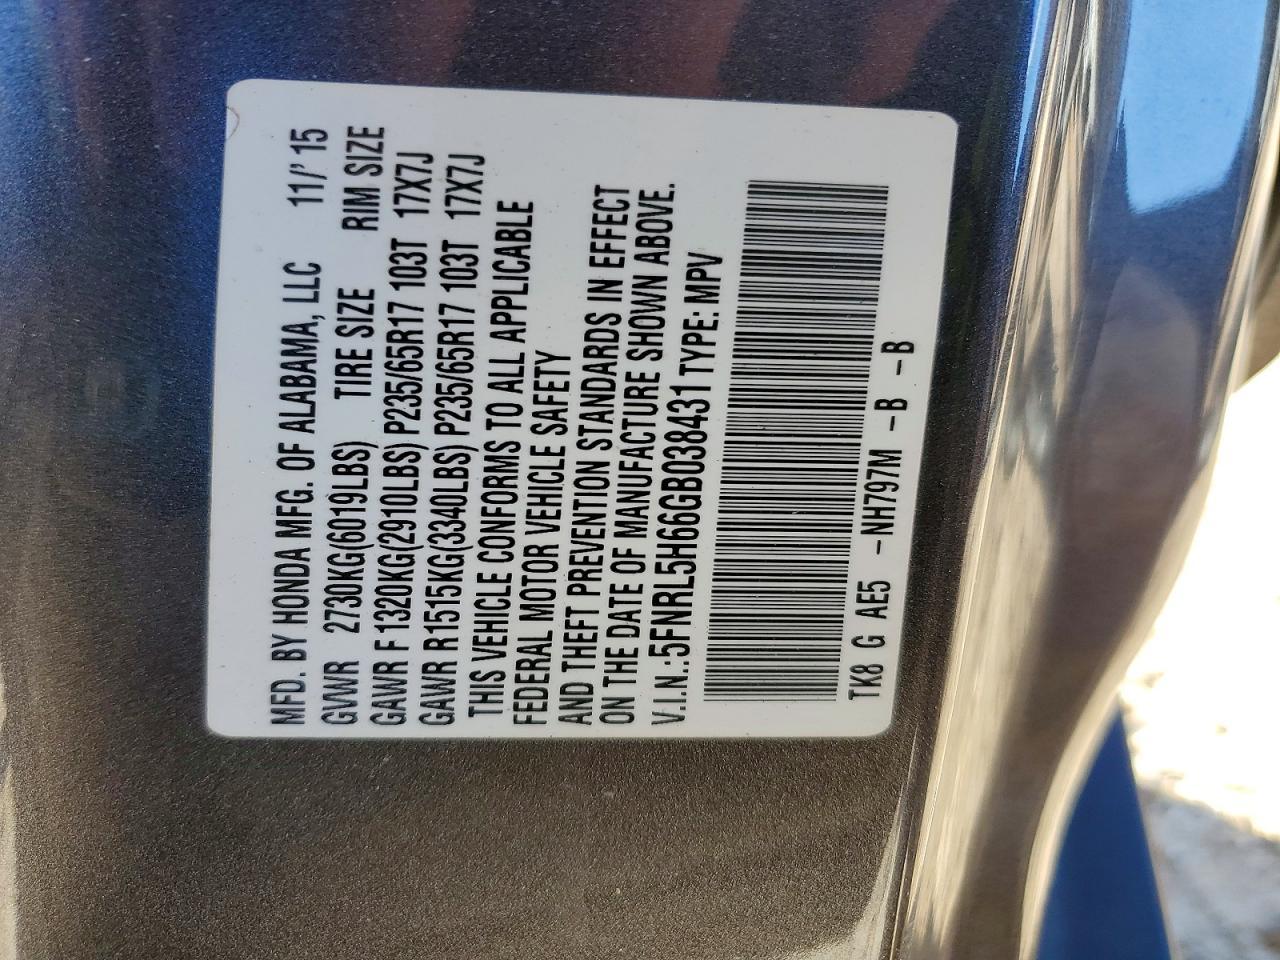 MFD. BY HONDA MFG. OF ALABAMA, LLC 11/'15
GVWR 2730KG(6019LBS) TIRE SIZE RIM SIZE
GAWR F 1320KG(2910LBS) P235/65R17 103T 17X7J
GAWR R 1515KG(3340LBS) P235/65R17 103T 17X7J
THIS VEHICLE CONFORMS TO ALL APPLICABLE
FEDERAL MOTOR VEHICLE SAFETY
AND THEFT PREVENTION STANDARDS IN EFFECT
ON THE DATE OF MANUFACTURE SHOWN ABOVE.
V.I.N.:5FNRL5H66GB038431 TYPE: MPV
TK8 G AE5 -NH797M -B -B